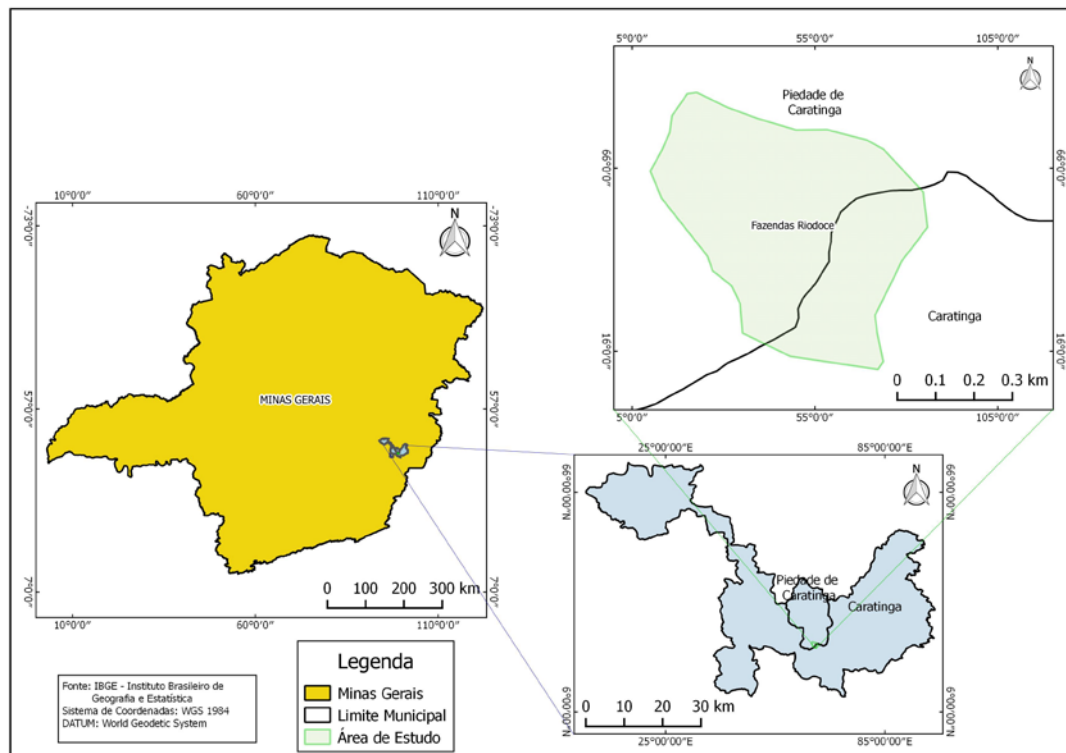 5°0′0″ 55°0′0″ 105°0′0″
N
Piedade de
Caratinga
66°0′0″ 66°0′0″
Fazendas Riodoce
Caratinga
16°0′0″ 16°0′0″
0 0.1 0.2 0.3 km
5°0′0″ 55°0′0″ 105°0′0″
10°0′0″ 60°0′0″ 110°0′0″
-73°0′0″ -73°0′0″
N
MINAS GERAIS
57°0′0″ 57°0′0″
0 100 200 300 km
7°0′0″ 7°0′0″
10°0′0″ 60°0′0″ 110°0′0″
25°00′00″E 85°00′00″E
N
66°00′00″N 66°00′00″N
Piedade de
Caratinga
Caratinga
0 10 20 30 km
6°00′00″N 6°00′00″N
25°00′00″E 85°00′00″E
Fonte: IBGE - Instituto Brasileiro de
Geografia e Estatística
Sistema de Coordenadas: WGS 1984
DATUM: World Geodetic System
Legenda
Minas Gerais
Limite Municipal
Área de Estudo